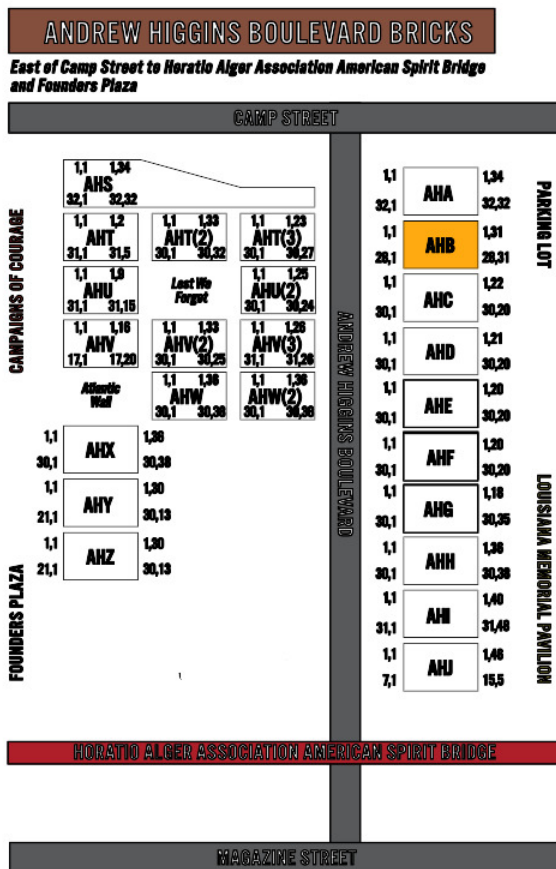 ANDREW HIGGINS BOULEVARD BRICKS
East of Camp Street to Horatio Alger Association American Spirit Bridge
and Founders Plaza
CAMP STREET
1,1 1,34
AHS
32,1 32,32
1,1 1,2
AHT
31,1 31,5
1,1 1,33
AHT(2)
30,1 30,32
1,1 1,23
AHT(3)
30,1 30,27
1,1 1,9
AHU
31,1 31,15
Lest We
Forget
1,1 1,25
AHU(2)
30,1 30,24
1,1 1,16
AHV
17,1 17,20
1,1 1,33
AHV(2)
30,1 30,25
1,1 1,26
AHV(3)
31,1 31,26
Atlantic
Wall
1,1 1,36
AHW
30,1 30,36
1,1 1,36
AHW(2)
30,1 30,36
1,1 1,36
AHX
30,1 30,38
1,1 1,30
AHY
21,1 30,13
1,1 1,30
AHZ
21,1 30,13
CAMPAIGNS OF COURAGE
FOUNDERS PLAZA
ANDREW HIGGINS BOULEVARD
1,1 1,34
AHA
32,1 32,32
1,1 1,31
AHB
28,1 28,31
1,1 1,22
AHC
30,1 30,20
1,1 1,21
AHD
30,1 30,20
1,1 1,20
AHE
30,1 30,20
1,1 1,20
AHF
30,1 30,20
1,1 1,18
AHG
30,1 30,35
1,1 1,36
AHH
30,1 30,36
1,1 1,40
AHI
31,1 31,48
1,1 1,46
AHJ
7,1 15,5
PARKING LOT
LOUISIANA MEMORIAL PAVILION
HORATIO ALGER ASSOCIATION AMERICAN SPIRIT BRIDGE
MAGAZINE STREET